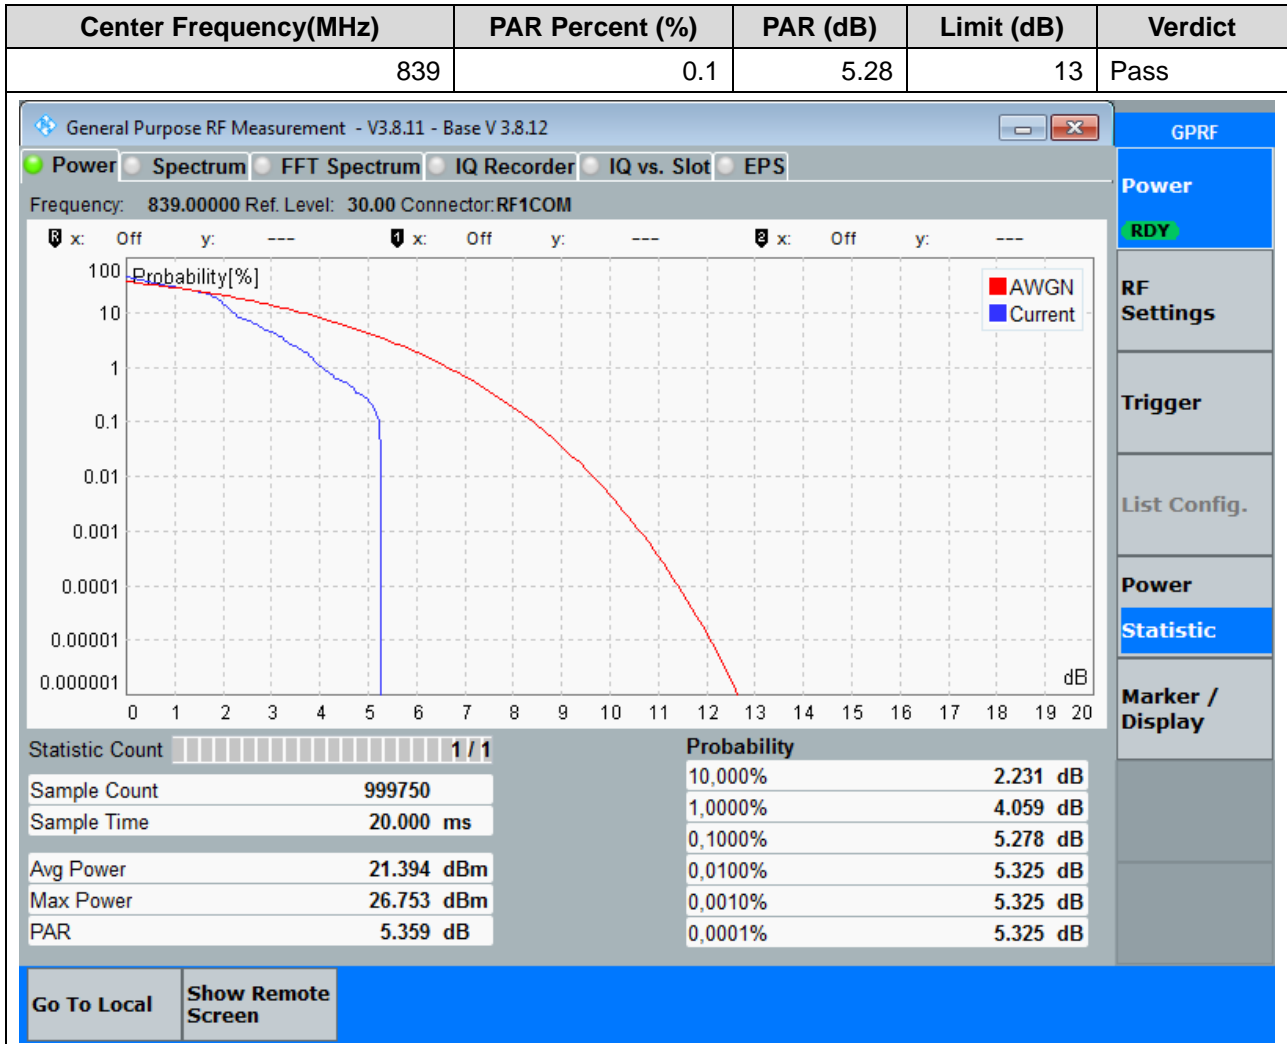 Center Frequency(MHz) PAR Percent (%) PAR (dB) Limit (dB) Verdict
839 0.1 5.28 13 Pass
General Purpose RF Measurement - V3.8.11 - Base V 3.8.12
GPRF
Power Spectrum FFT Spectrum IQ Recorder IQ vs. Slot EPS
Frequency: 839.00000 Ref. Level: 30.00 Connector:RF1COM
R x: Off y: --- 1 x: Off y: --- 2 x: Off y: ---
Probability[%]
AWGN
Current
100
10
1
0.1
0.01
0.001
0.0001
0.00001
0.000001
dB
0 1 2 3 4 5 6 7 8 9 10 11 12 13 14 15 16 17 18 19 20
Statistic Count 1 / 1
Sample Count 999750
Sample Time 20.000 ms
Avg Power 21.394 dBm
Max Power 26.753 dBm
PAR 5.359 dB
Probability
10,000% 2.231 dB
1,0000% 4.059 dB
0,1000% 5.278 dB
0,0100% 5.325 dB
0,0010% 5.325 dB
0,0001% 5.325 dB
Power
RDY
RF
Settings
Trigger
List Config.
Power
Statistic
Marker /
Display
Go To Local
Show Remote
Screen